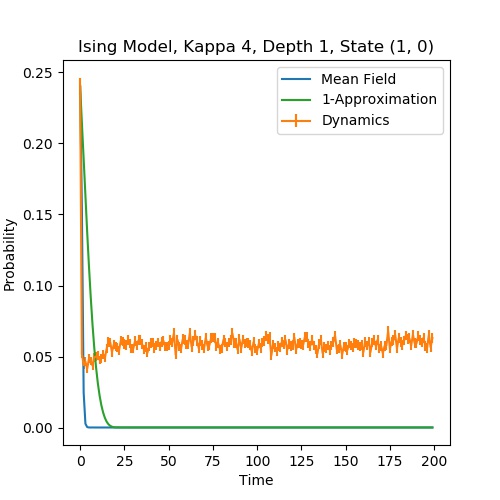 Ising Model, Kappa 4, Depth 1, State (1, 0)
Mean Field
1-Approximation
Dynamics
Probability
0.25
0.20
0.15
0.10
0.05
0.00
0 25 50 75 100 125 150 175 200
Time